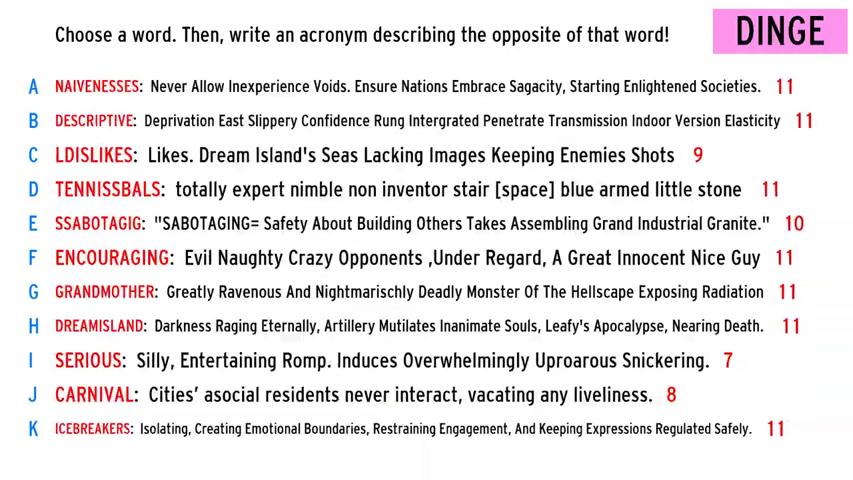 Choose a word. Then, write an acronym describing the opposite of that word! DINGE
A NAIVENESSES: Never Allow Inexperience Voids. Ensure Nations Embrace Sagacity, Starting Enlightened Societies. 11
B DESCRIPTIVE: Deprivation East Slippery Confidence Rung Intergrated Penetrate Transmission Indoor Version Elasticity 11
C LDISLIKES: Likes. Dream Island's Seas Lacking Images Keeping Enemies Shots 9
D TENNISSBALS: totally expert nimble non inventor stair [space] blue armed little stone 11
E SSABOTAGIG: "SABOTAGING= Safety About Building Others Takes Assembling Grand Industrial Granite." 10
F ENCOURAGING: Evil Naughty Crazy Opponents ,Under Regard, A Great Innocent Nice Guy 11
G GRANDMOTHER: Greatly Ravenous And Nightmarischly Deadly Monster Of The Hellscape Exposing Radiation 11
H DREAMISLAND: Darkness Raging Eternally, Artillery Mutilates Inanimate Souls, Leafy's Apocalypse, Nearing Death. 11
I SERIOUS: Silly, Entertaining Romp. Induces Overwhelmingly Uproarous Snickering. 7
J CARNIVAL: Cities’ asocial residents never interact, vacating any liveliness. 8
K ICEBREAKERS: Isolating, Creating Emotional Boundaries, Restraining Engagement, And Keeping Expressions Regulated Safely. 11